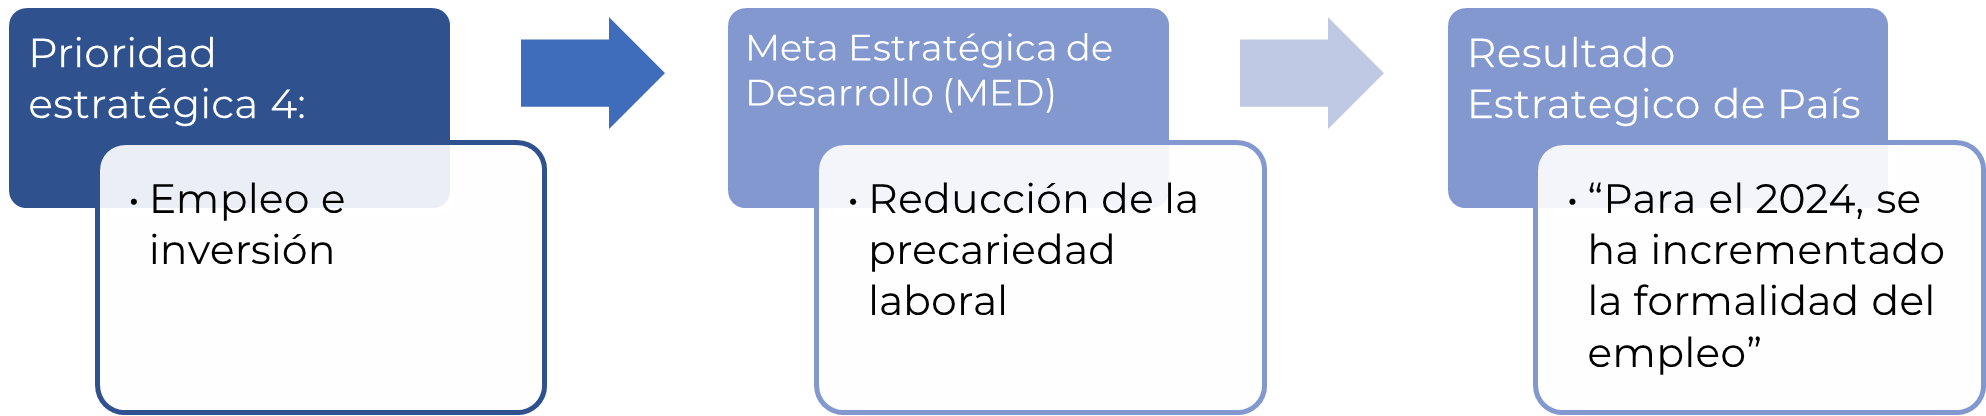 Prioridad
estratégica 4:
• Empleo e
inversión
Meta Estratégica de
Desarrollo (MED)
• Reducción de la
precariedad
laboral
Resultado
Estrategico de País
• “Para el 2024, se
ha incrementado
la formalidad del
empleo”